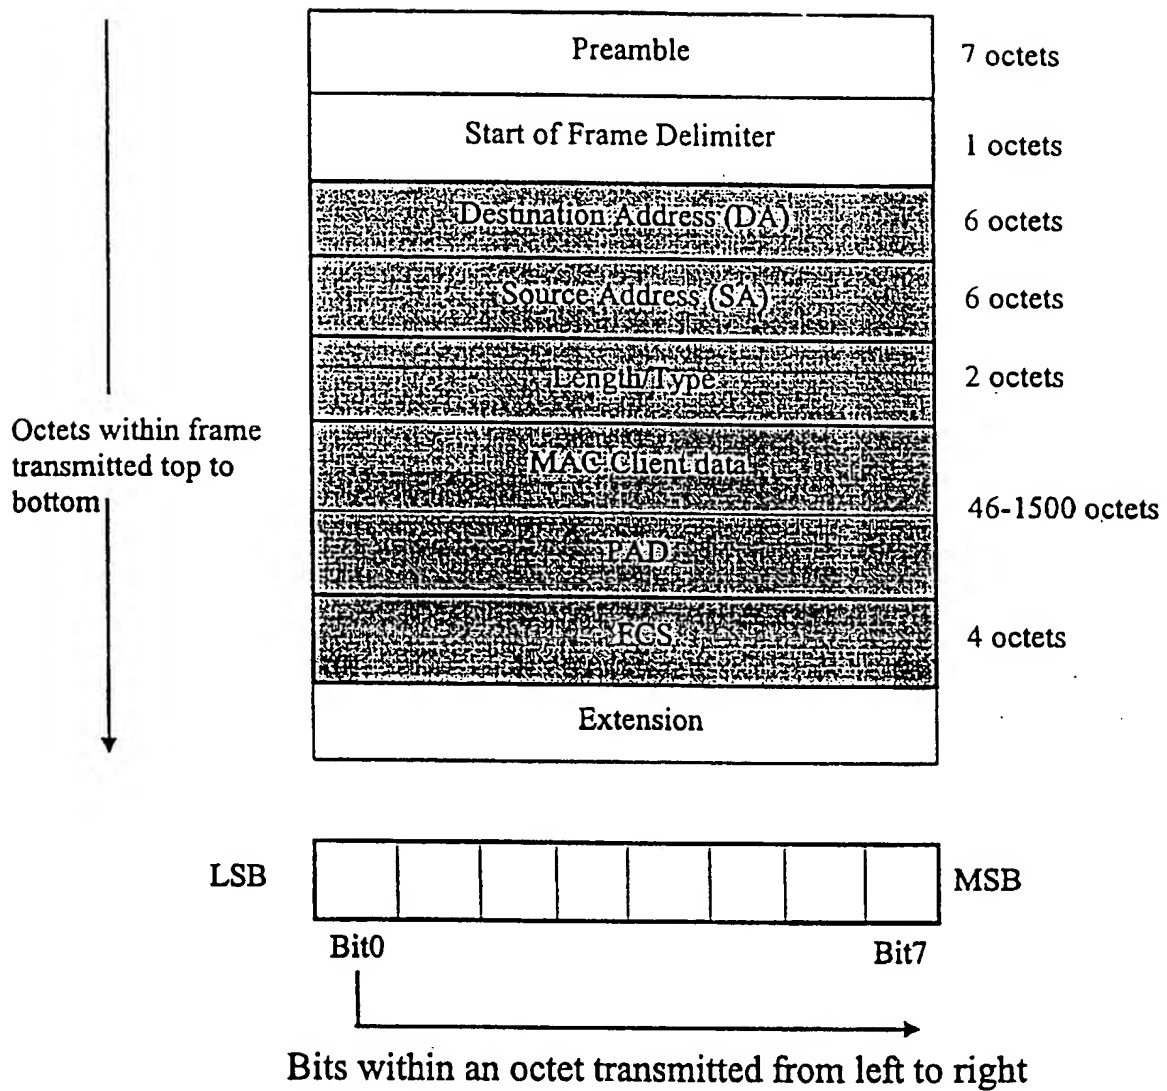 Preamble
7 octets
Start of Frame Delimiter
1 octets
Destination Address (DA)
6 octets
Source Address (SA)
6 octets
Length/Type
2 octets
Octets within frame
transmitted top to
bottom
MAC Client data
46-1500 octets
PAD
FCS
4 octets
Extension
LSB
MSB
Bit0
Bit7
Bits within an octet transmitted from left to right